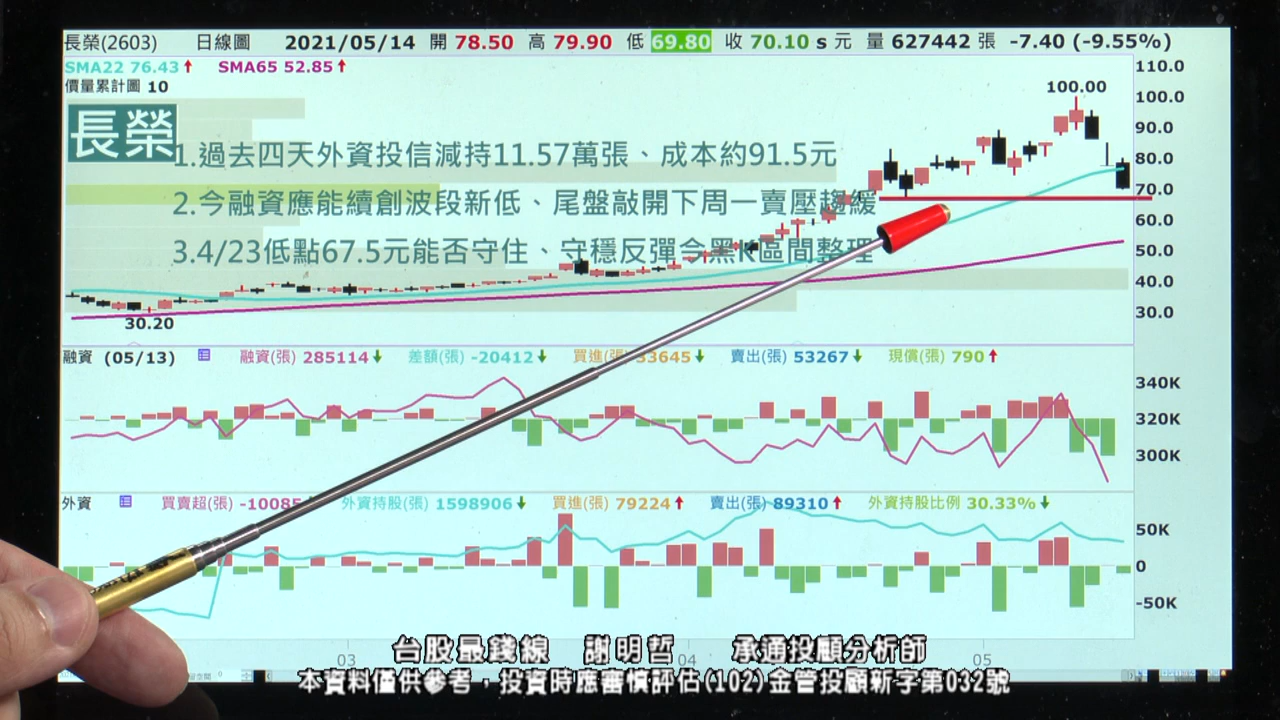 長榮(2603) 日線圖 2021/05/14 開 78.50 高 79.90 低 69.80 收 70.10 s 元 量 627442 張 -7.40 (-9.55%)
SMA22 76.43↑ SMA65 52.85↑
價量累計圖 10
長榮
1.過去四天外資投信減持11.57萬張、成本約91.5元
2.今融資應能續創波段新低、尾盤敲開下周一賣壓趨緩
3.4/23低點67.5元能否守住、守穩反彈令黑K區間整理
100.00
30.20
110.0
100.0
90.0
80.0
70.0
60.0
50.0
40.0
30.0
融資 (05/13) 融資(張) 285114↓ 差額(張) -20412↓ 買進(張) 33645↓ 賣出(張) 53267↓ 現償(張) 790↑
340K
320K
300K
外資 買賣超(張) -10085 外資持股(張) 1598906↓ 買進(張) 79224↑ 賣出(張) 89310↑ 外資持股比例 30.33%↓
50K
0
-50K
03 04 05
台股最錢線 謝明哲 承通投顧分析師
本資料僅供參考，投資時應審慎評估(102)金管投顧新字第032號